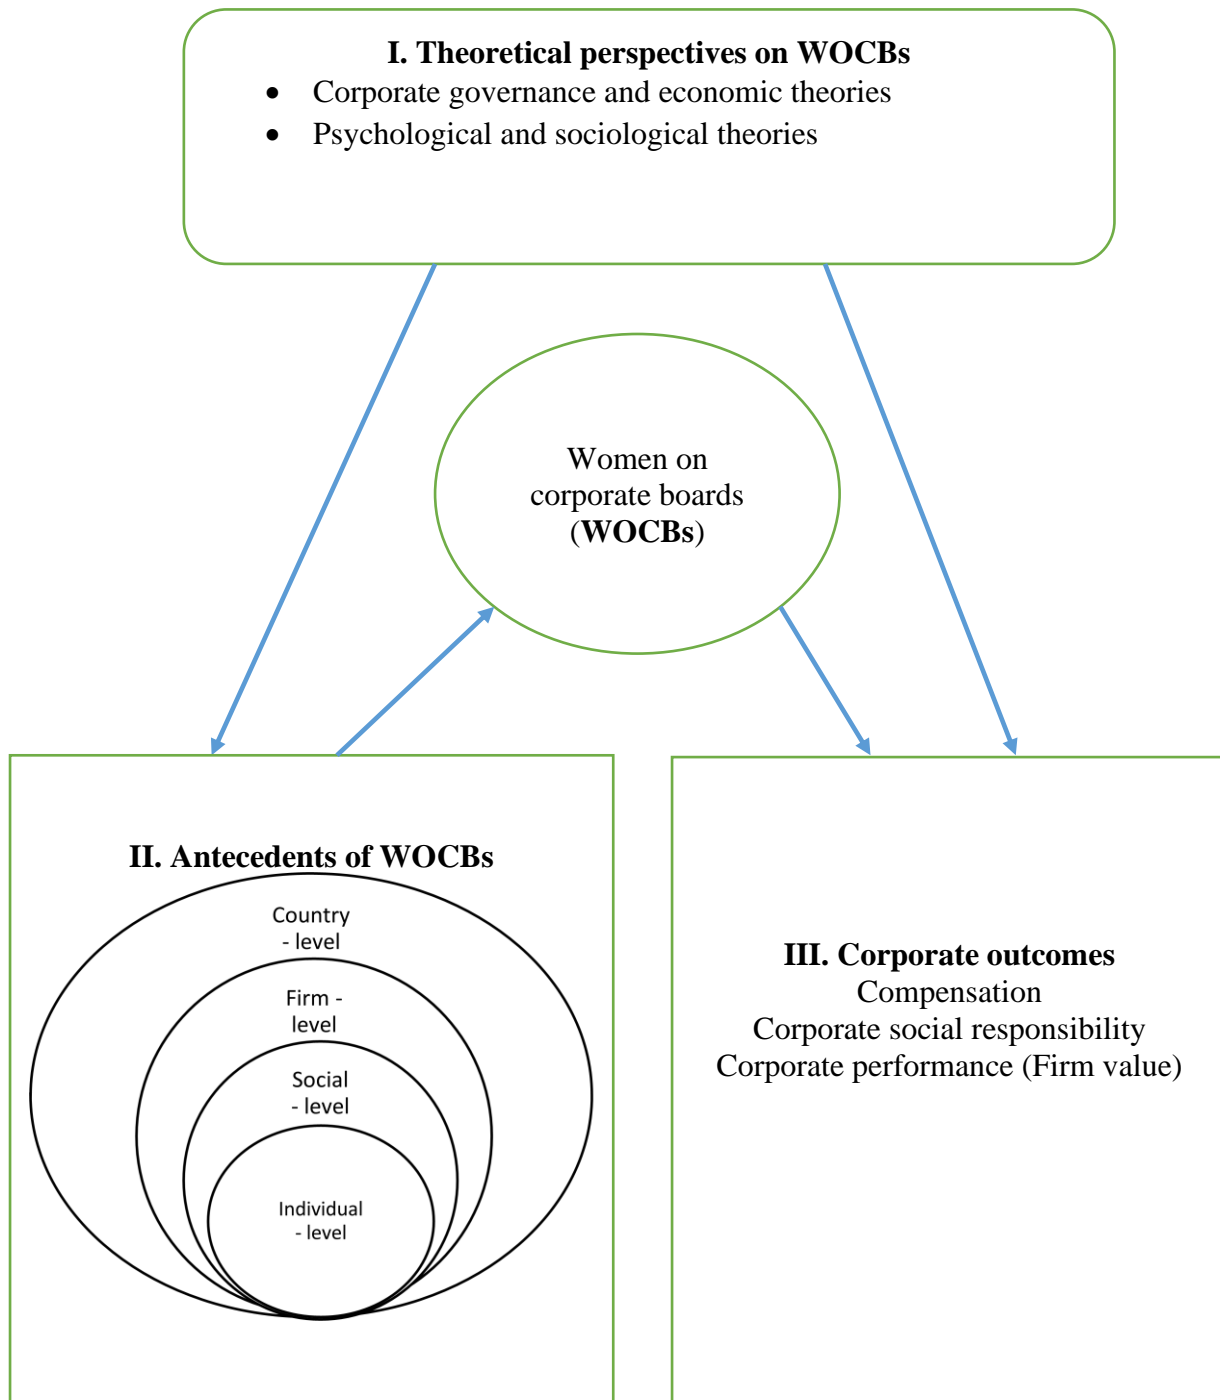 I. Theoretical perspectives on WOCBs
• Corporate governance and economic theories
• Psychological and sociological theories
Women on
corporate boards
(WOCBs)
II. Antecedents of WOCBs
Country
- level
Firm -
level
Social
- level
Individual
- level
III. Corporate outcomes
Compensation
Corporate social responsibility
Corporate performance (Firm value)